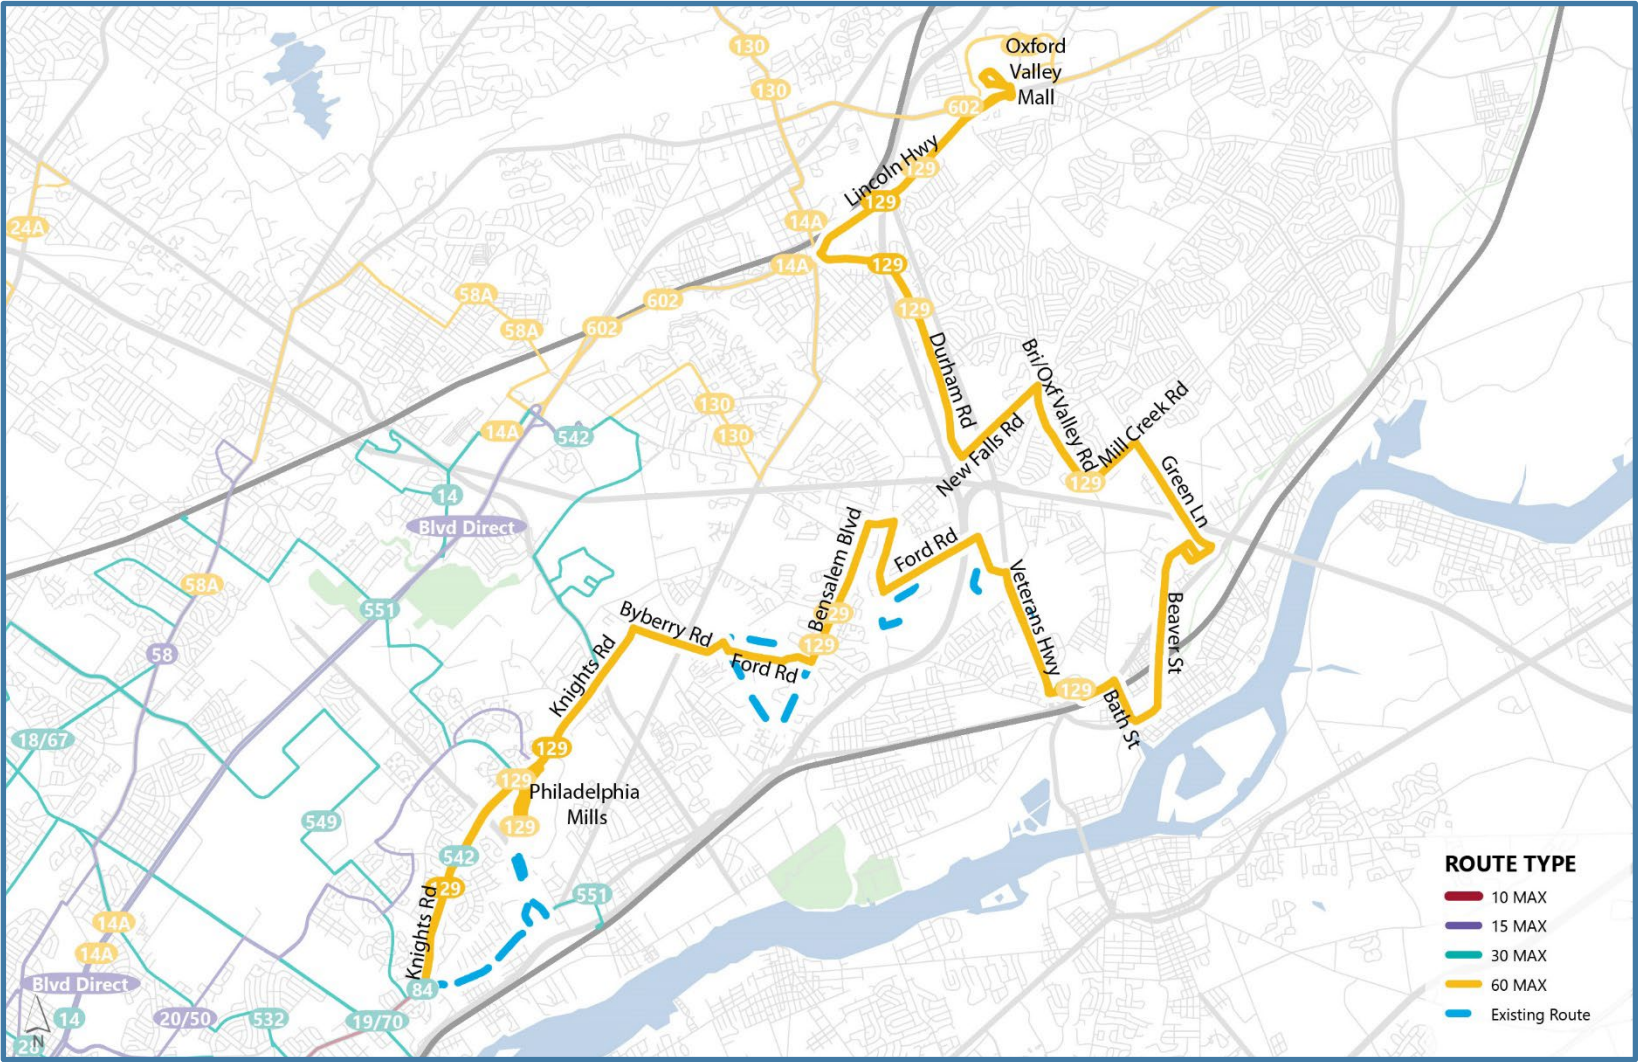 130
Oxford
Valley
Mall
130
602
Lincoln Hwy
129
129
24A
14A
14A
129
58A
602
129
58A
602
Durham Rd
Bri/Oxf Valley Rd
130
Mill Creek Rd
14A
542
130
New Falls Rd
129
Green Ln
14
Blvd Direct
Bensalem Blvd
Ford Rd
58A
551
Veterans Hwy
Byberry Rd
29
Beaver St
129
58
Knights Rd
Ford Rd
129
Bath St
18/67
129
129
Philadelphia
Mills
549
129
542
29
551
ROUTE TYPE
10 MAX
14A
15 MAX
14A
30 MAX
Knights Rd
Blvd Direct
84
60 MAX
14
20/50
532
19/70
Existing Route
N
28